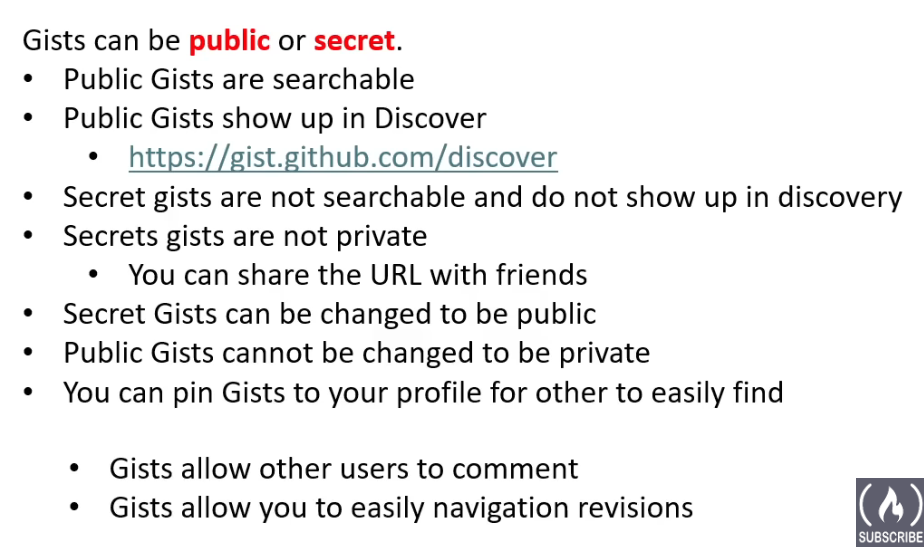 Gists can be public or secret.
• Public Gists are searchable
• Public Gists show up in Discover
• https://gist.github.com/discover
• Secret gists are not searchable and do not show up in discovery
• Secrets gists are not private
• You can share the URL with friends
• Secret Gists can be changed to be public
• Public Gists cannot be changed to be private
• You can pin Gists to your profile for other to easily find
• Gists allow other users to comment
• Gists allow you to easily navigation revisions
SUBSCRIBE